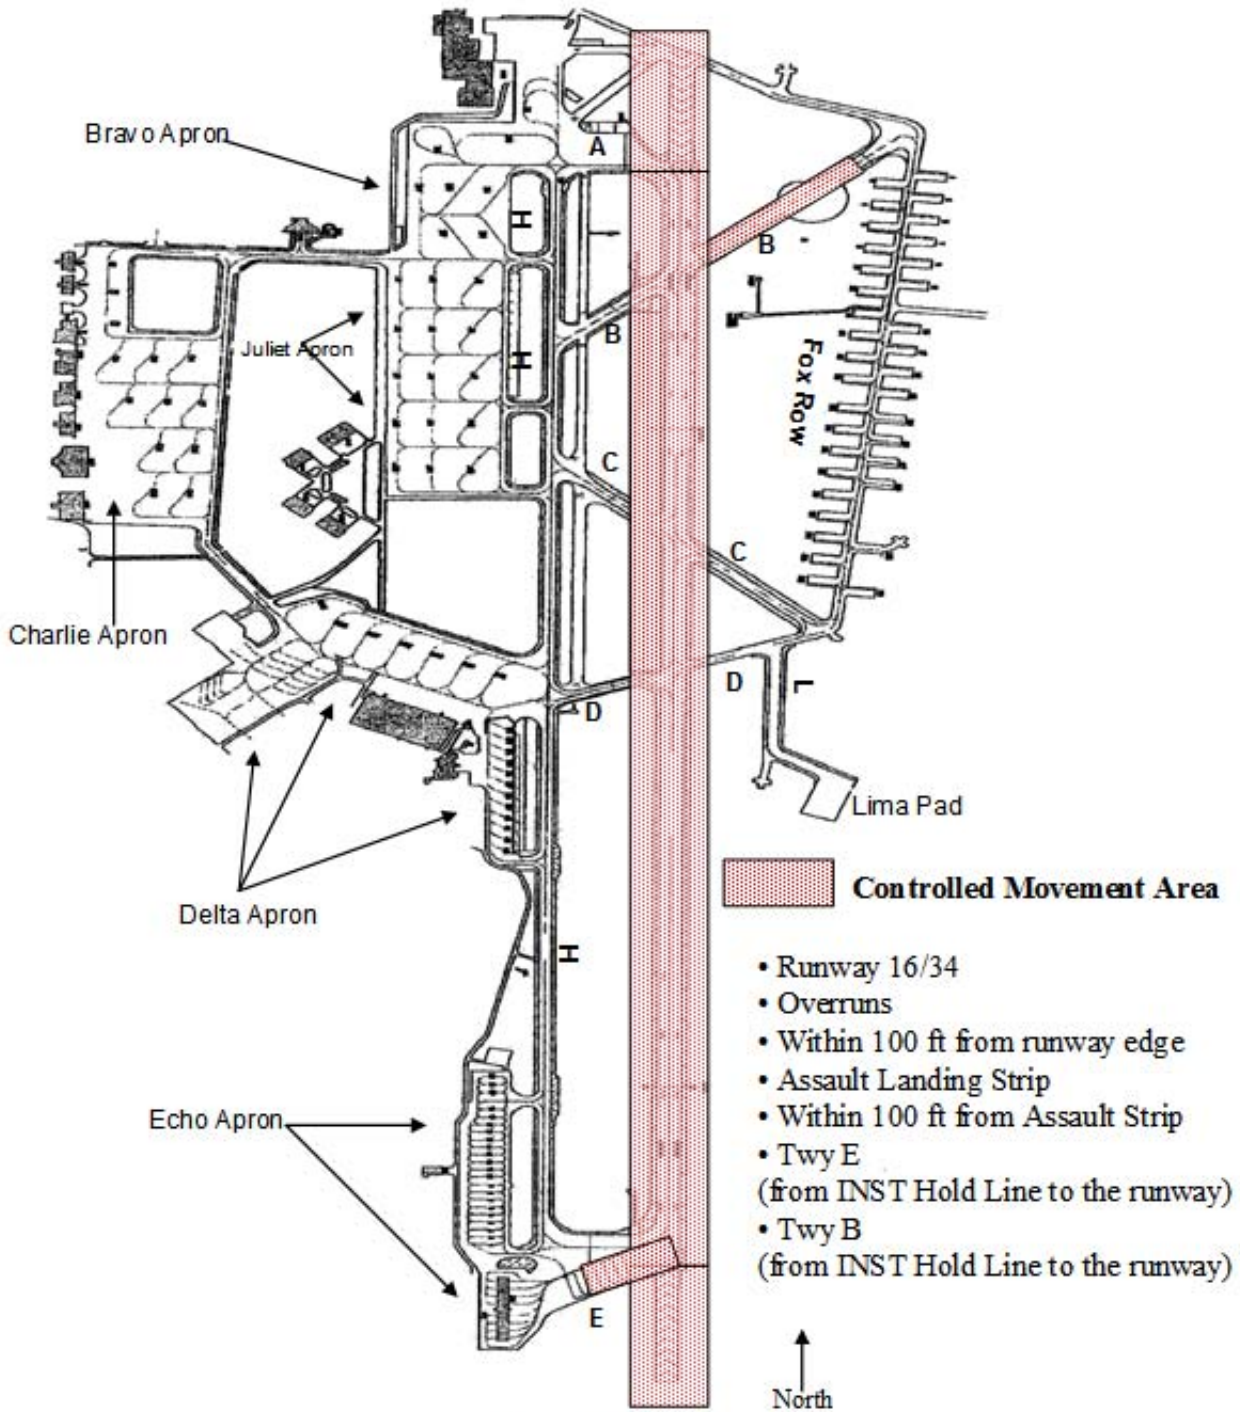 Bravo Apron
A
H
B
Juliet Apron
B
H
Fox Row
C
C
Charlie Apron
D
L
D
Lima Pad
Controlled Movement Area
Delta Apron
H
• Runway 16/34
• Overruns
• Within 100 ft from runway edge
• Assault Landing Strip
• Within 100 ft from Assault Strip
Echo Apron
• Twy E
(from INST Hold Line to the runway)
• Twy B
(from INST Hold Line to the runway)
E
North